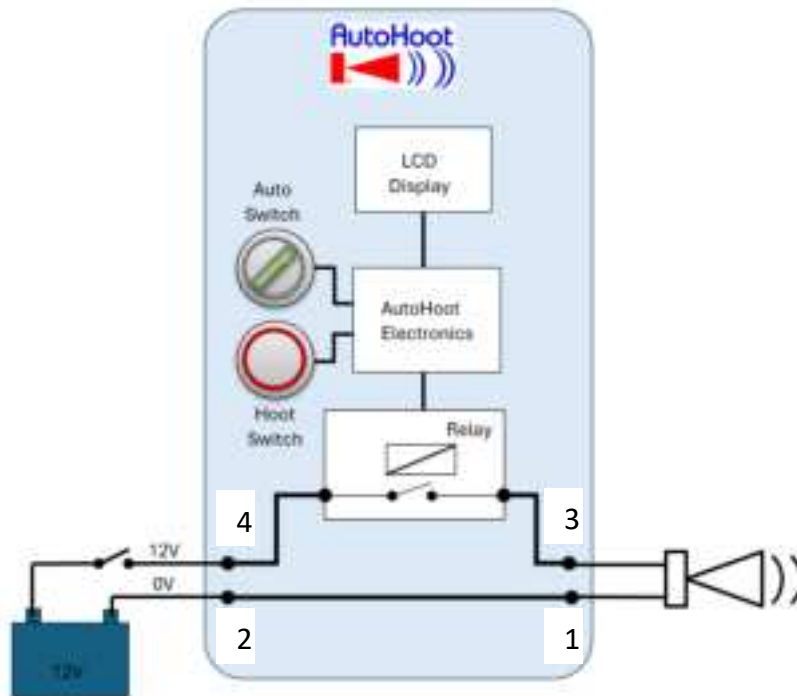 AutoHoot
LCD
Display
Auto
Switch
AutoHoot
Electronics
Hoot
Switch
Relay
4
3
12V
0V
2
1
12V